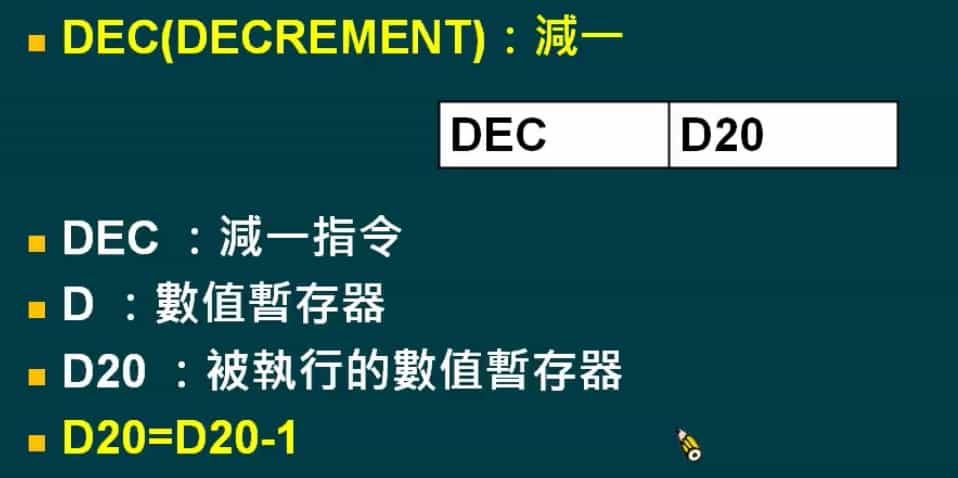 DEC(DECREMENT)：減一
DEC D20
DEC ：減一指令
D ：數值暫存器
D20 ：被執行的數值暫存器
D20=D20-1